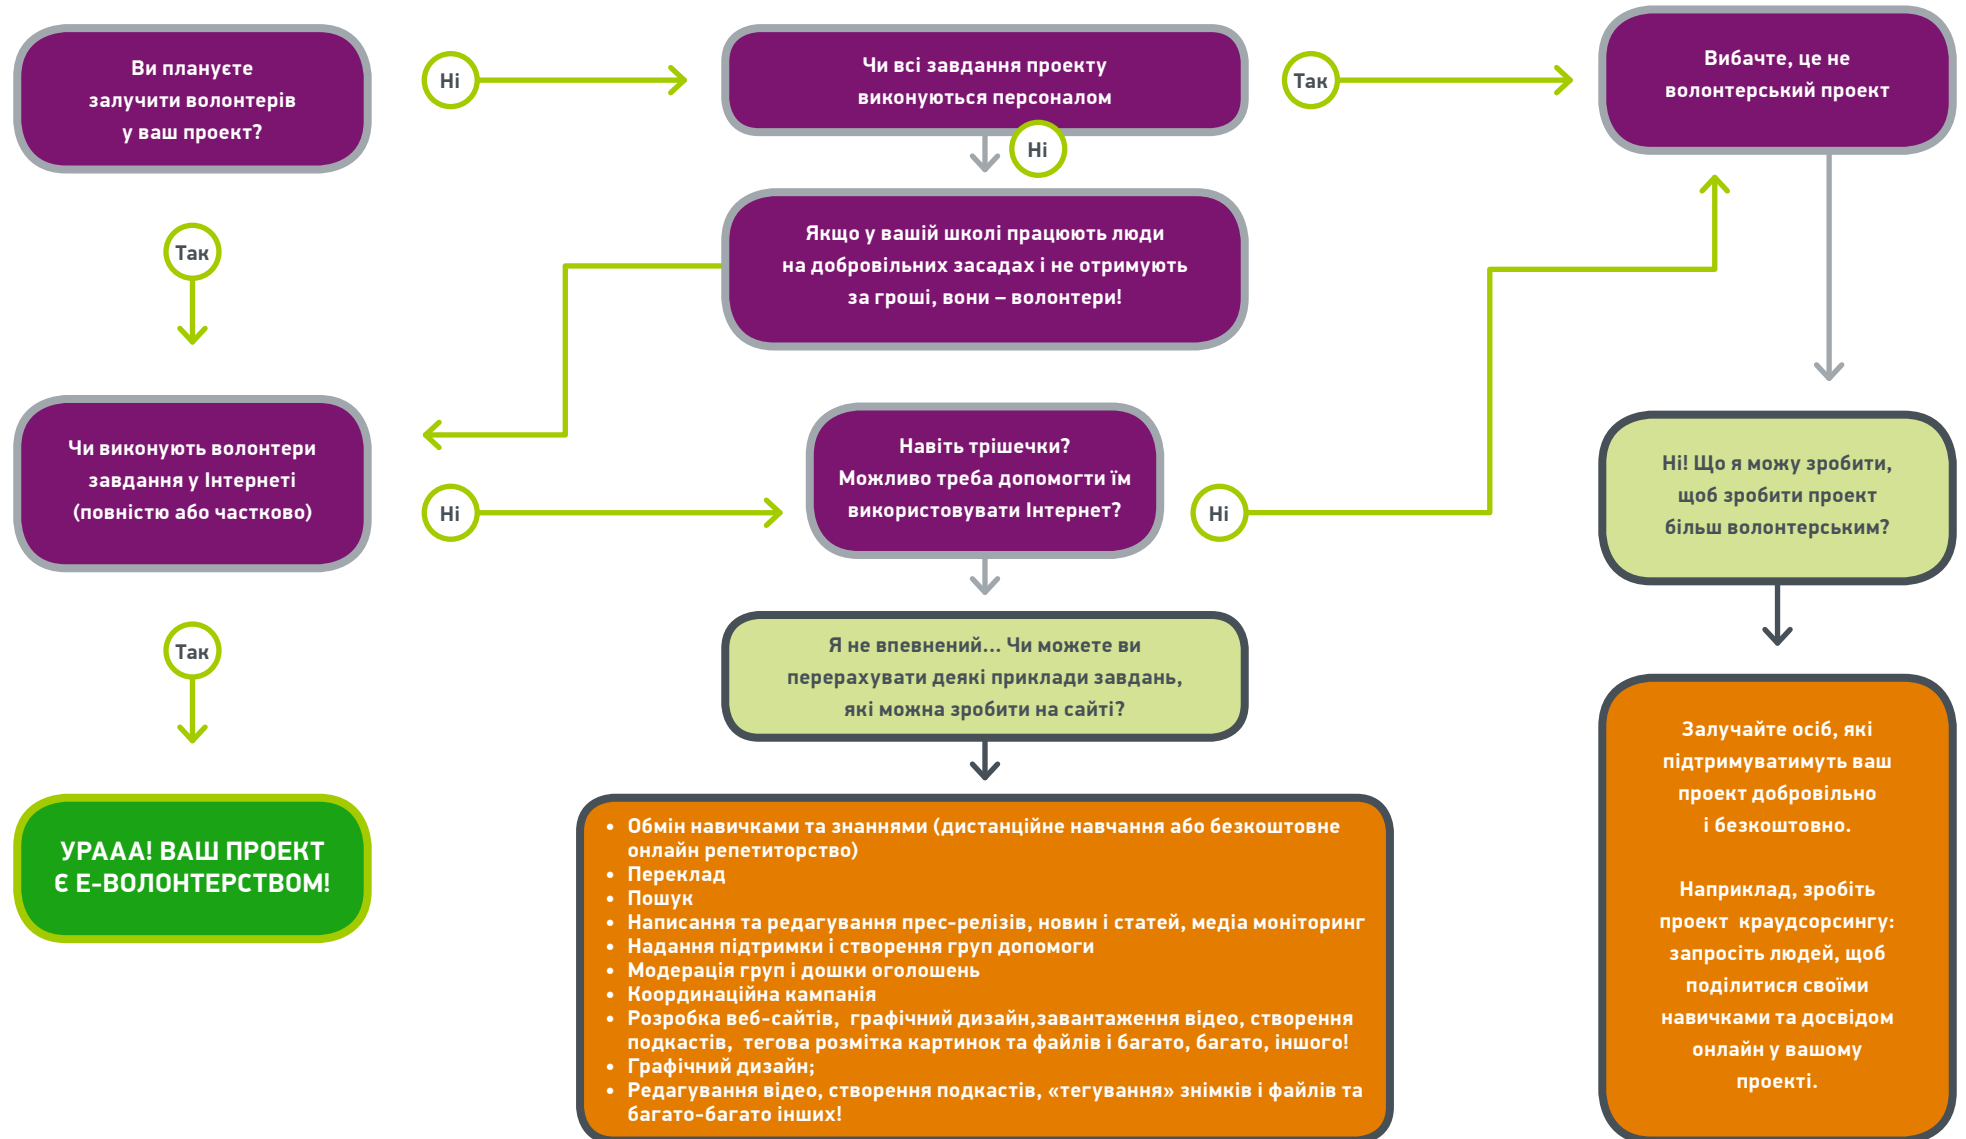 Ви плануєте
залучити волонтерів
у ваш проект?
Ні
Чи всі завдання проекту
виконуються персоналом
Так
Вибачте, це не
волонтерський проект
Ні
Так
Якщо у вашій школі працюють люди
на добровільних засадах і не отримують
за гроші, вони – волонтери!
Чи виконують волонтери
завдання у Інтернеті
(повністю або частково)
Ні
Навіть трішечки?
Можливо треба допомогти їм
використовувати Інтернет?
Ні
Ні! Що я можу зробити,
щоб зробити проект
більш волонтерським?
Так
Я не впевнений... Чи можете ви
перерахувати деякі приклади завдань,
які можна зробити на сайті?
Залучайте осіб, які
підтримуватимуть ваш
проект добровільно
і безкоштовно.
Наприклад, зробіть
проект краудсорсингу:
запросіть людей, щоб
поділитися своїми
навичками та досвідом
онлайн у вашому
проекті.
УРААА! ВАШ ПРОЕКТ
Є Е-ВОЛОНТЕРСТВОМ!
• Обмін навичками та знаннями (дистанційне навчання або безкоштовне
онлайн репетиторство)
• Переклад
• Пошук
• Написання та редагування прес-релізів, новин і статей, медіа моніторинг
• Надання підтримки і створення груп допомоги
• Модерація груп і дошки оголошень
• Координаційна кампанія
• Розробка веб-сайтів, графічний дизайн,завантаження відео, створення
подкастів, тегова розмітка картинок та файлів і багато, багато, іншого!
• Графічний дизайн;
• Редагування відео, створення подкастів, «тегування» знімків і файлів та
багато-багато інших!